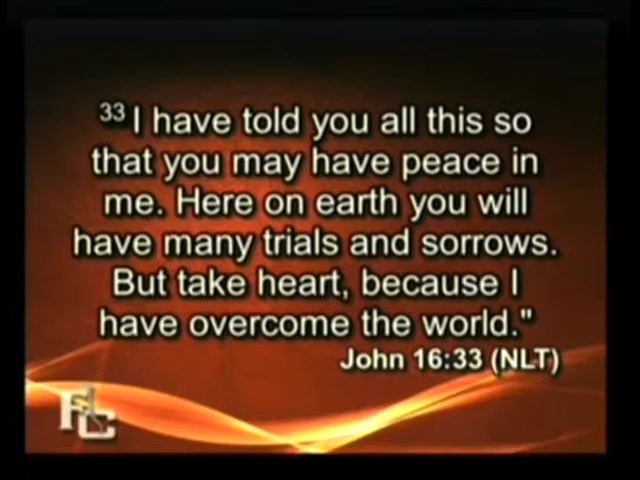 33 I have told you all this so
that you may have peace in
me. Here on earth you will
have many trials and sorrows.
But take heart, because I
have overcome the world."
John 16:33 (NLT)
FLC